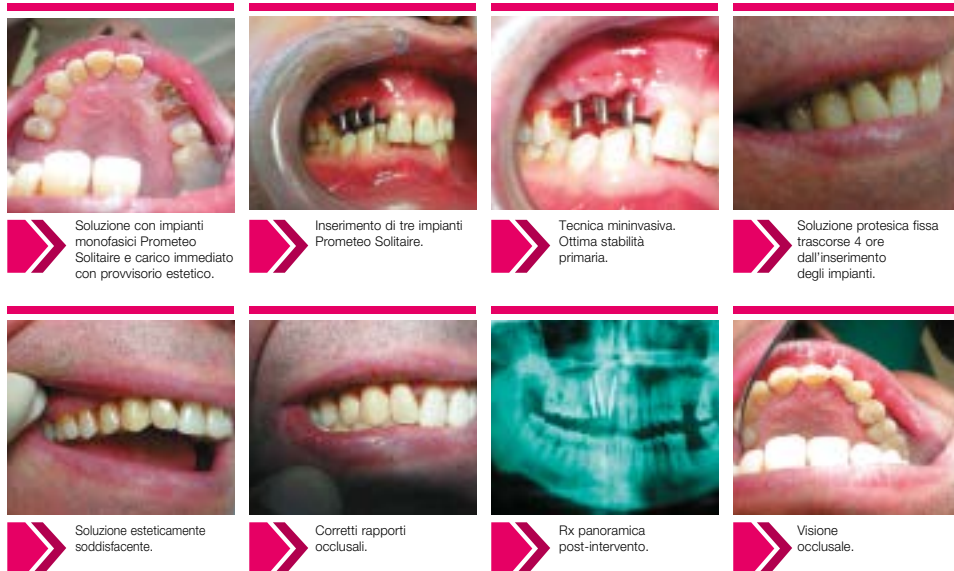 Soluzione con impianti
monofasici Prometeo
Solitaire e carico immediato
con provvisorio estetico.
Inserimento di tre impianti
Prometeo Solitaire.
Tecnica mininvasiva.
Ottima stabilità
primaria.
Soluzione protesica fissa
trascorse 4 ore
dall'inserimento
degli impianti.
Soluzione esteticamente
soddisfacente.
Corretti rapporti
occlusali.
Rx panoramica
post-intervento.
Visione
occlusale.